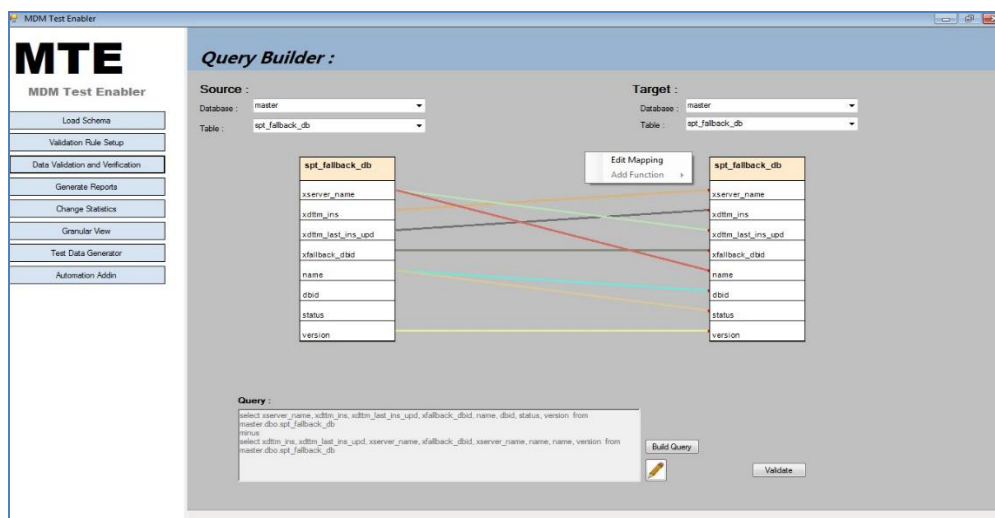 MDM Test Enabler
MTE
MDM Test Enabler
Load Schema
Validation Rule Setup
Data Validation and Verification
Generate Reports
Change Statistics
Granular View
Test Data Generator
Automation Addin
Query Builder :
Source :
Database : master
Table : spt_fallback_db
Target :
Database : master
Table : spt_fallback_db
spt_fallback_db
xserver_name
xdttm_ins
xdttm_last_ins_upd
xfallback_dbid
name
dbid
status
version
Edit Mapping
Add Function
spt_fallback_db
xserver_name
xdttm_ins
xdttm_last_ins_upd
xfallback_dbid
name
dbid
status
version
Query :
select xserver_name, xdttm_ins, xdttm_last_ins_upd, xfallback_dbid, name, dbid, status, version from
master.dbo.spt_fallback_db
minus
select xdttm_ins, xdttm_last_ins_upd, xserver_name, xfallback_dbid, xserver_name, name, name, version from
master.dbo.spt_fallback_db
Build Query
Validate